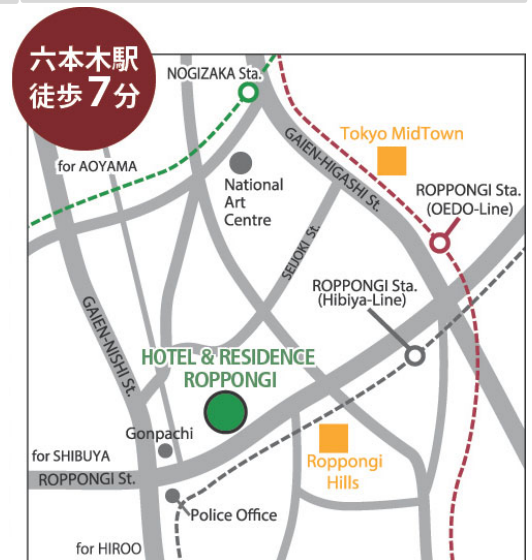 六本木駅
徒歩7分
NOGIZAKA Sta.
GAIEN-HIGASHI St.
Tokyo MidTown
for AOYAMA
National
Art
Centre
ROPPONGI Sta.
(OEDO-Line)
SEIJOKI St.
ROPPONGI Sta.
(Hibiya-Line)
GAIEN-NISHI St.
HOTEL & RESIDENCE
ROPPONGI
Gonpachi
for SHIBUYA
ROPPONGI St.
Roppongi
Hills
Police Office
for HIROO